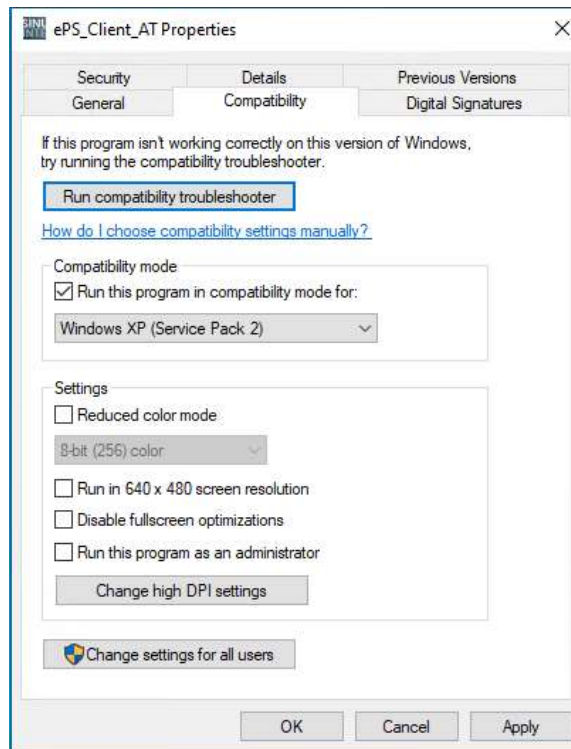 ePS_Client_AT Properties
Security Details Previous Versions
General Compatibility Digital Signatures
If this program isn't working correctly on this version of Windows,
try running the compatibility troubleshooter.
Run compatibility troubleshooter
How do I choose compatibility settings manually?
Compatibility mode
Run this program in compatibility mode for:
Windows XP (Service Pack 2)
Settings
Reduced color mode
8-bit (256) color
Run in 640 x 480 screen resolution
Disable fullscreen optimizations
Run this program as an administrator
Change high DPI settings
Change settings for all users
OK Cancel Apply